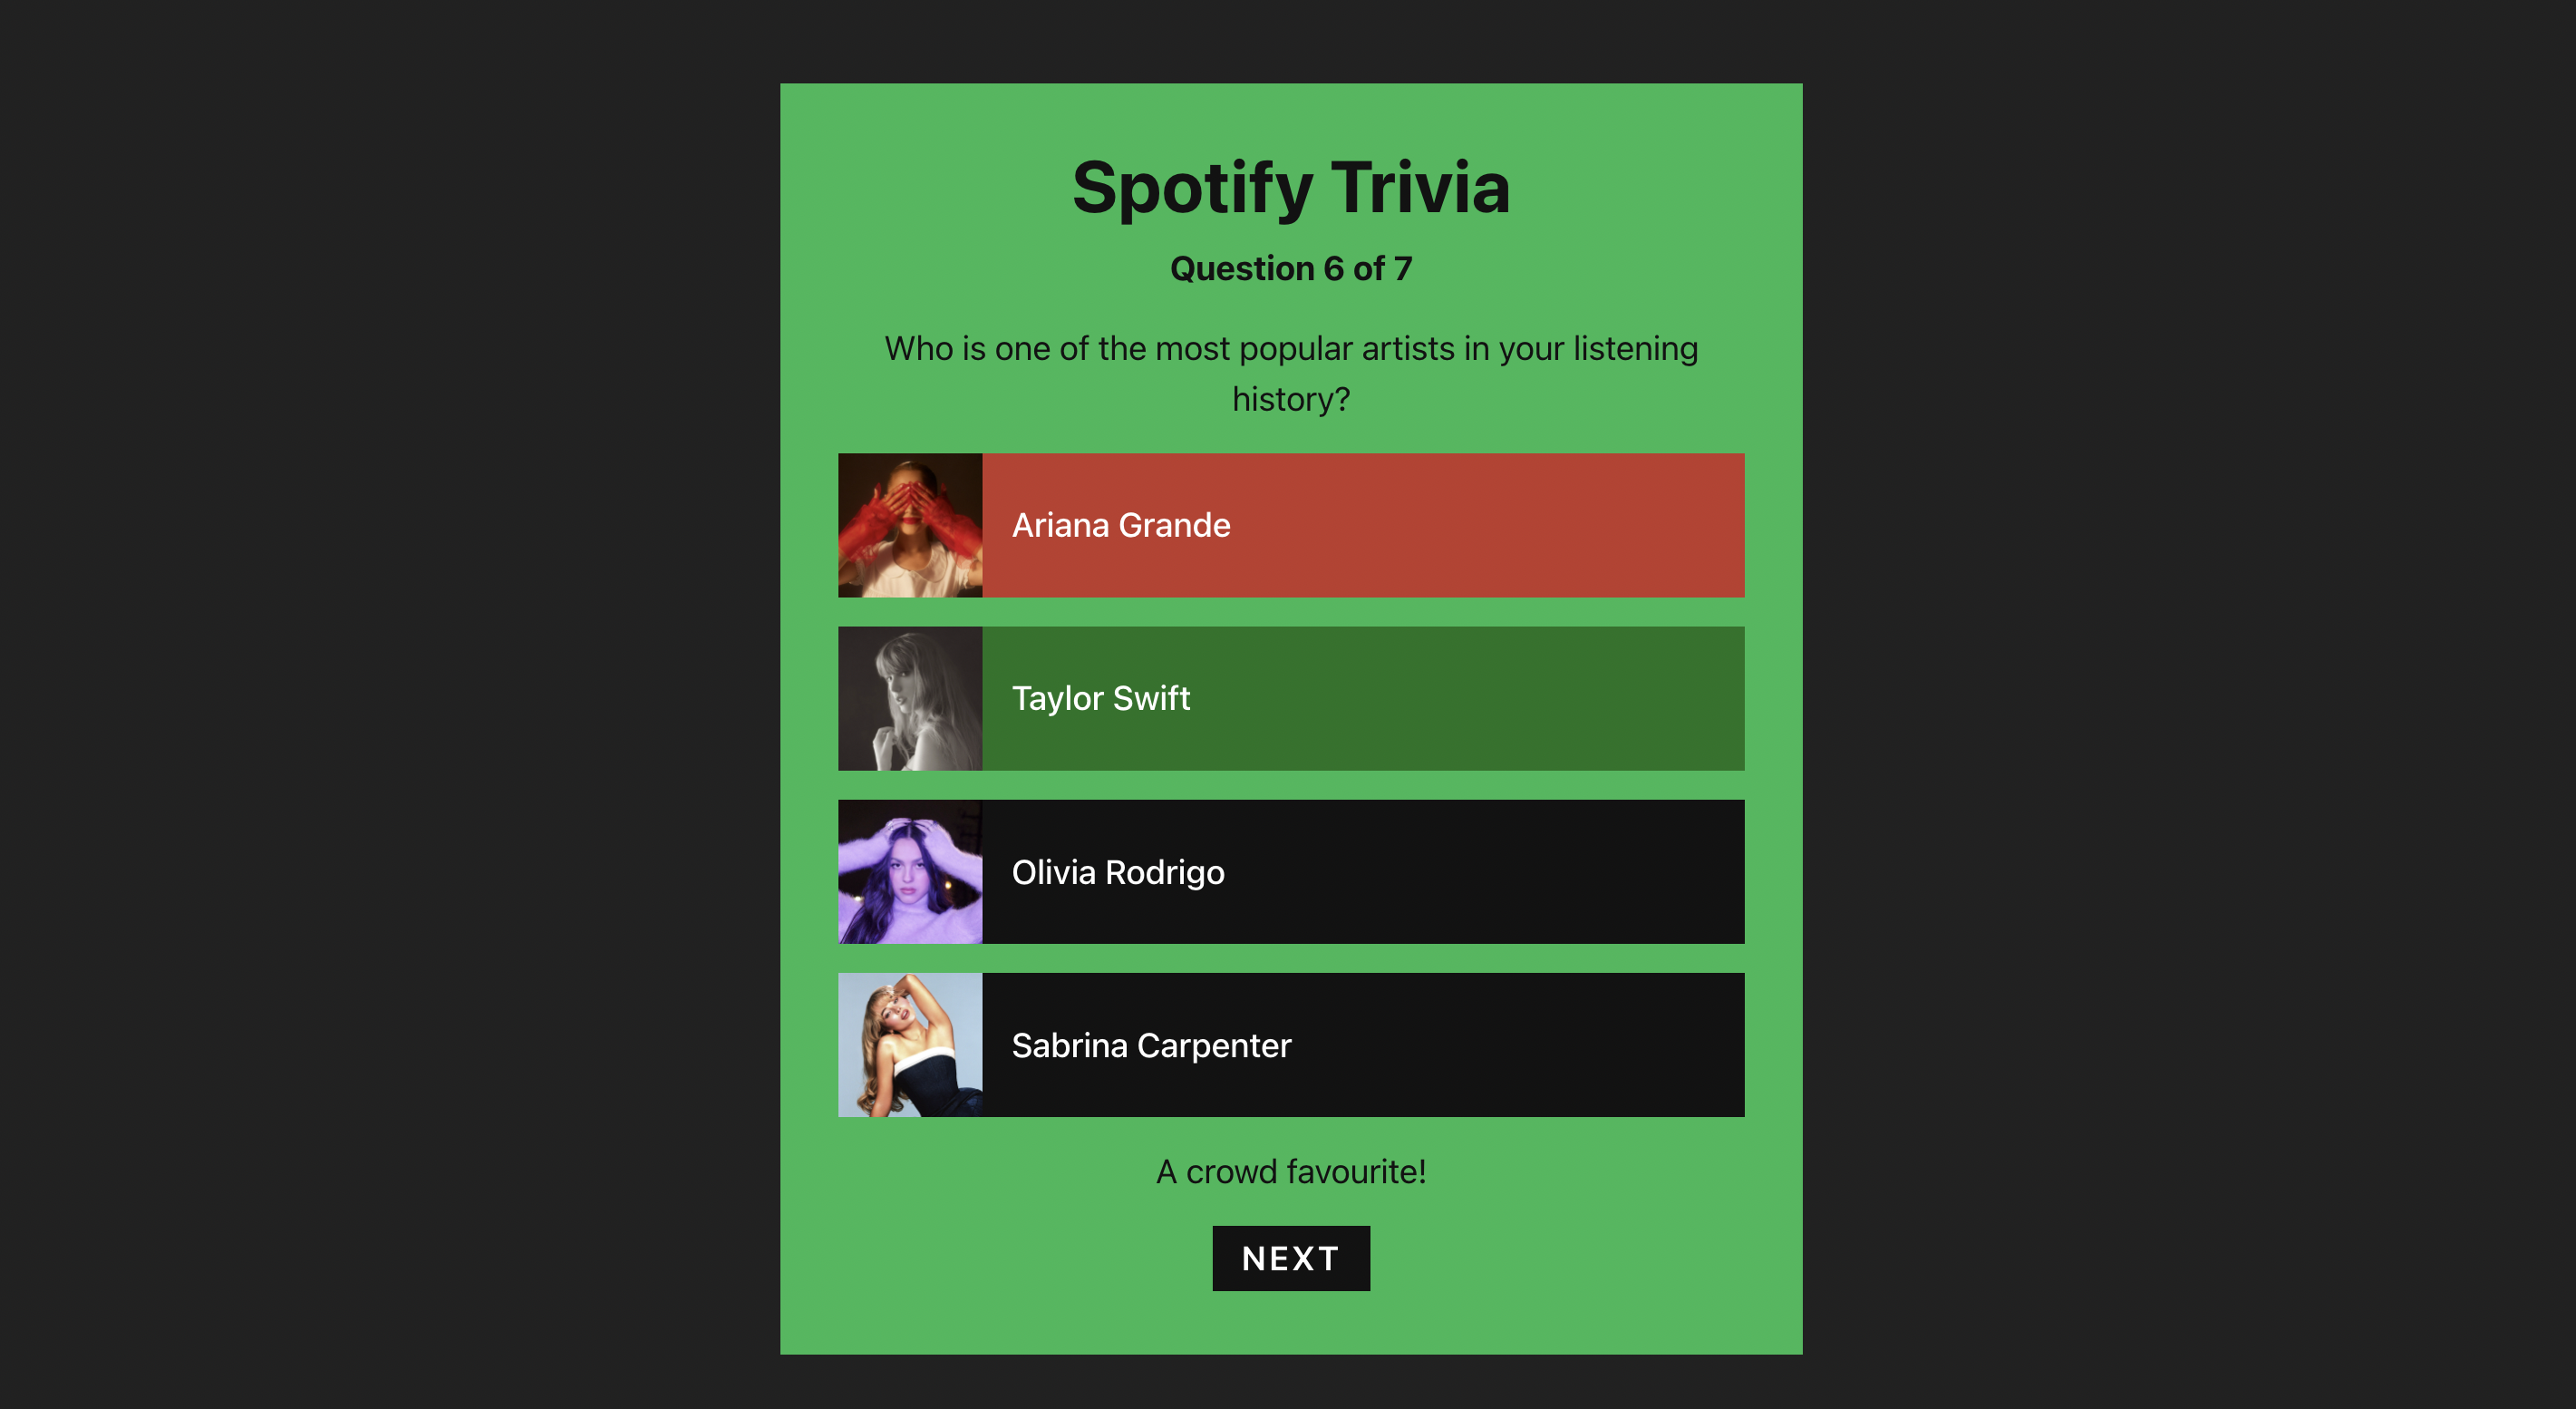 Spotify Trivia
Question 6 of 7
Who is one of the most popular artists in your listening
history?
Ariana Grande
Taylor Swift
Olivia Rodrigo
Sabrina Carpenter
A crowd favourite!
NEXT